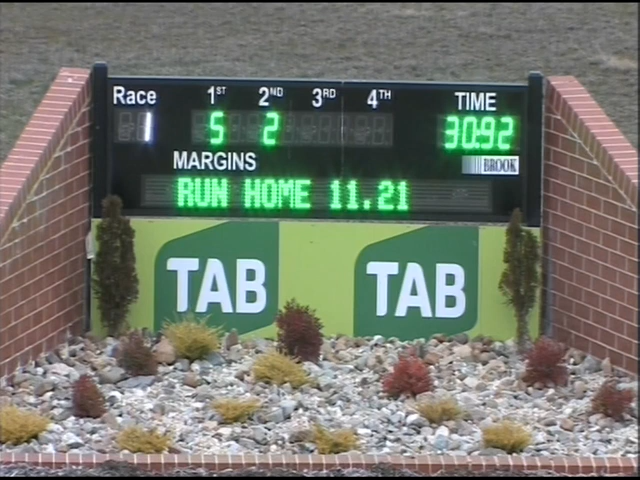 Race 1ST 2ND 3RD 4TH TIME
1 5 2 30.92
MARGINS BROOK
RUN HOME 11.21
TAB TAB